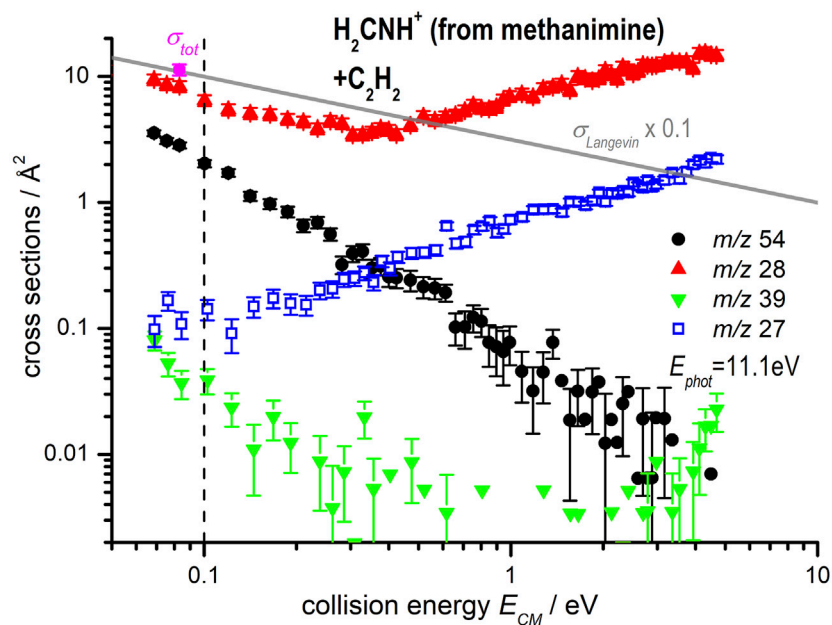 H₂CNH⁺ (from methanimine)
+C₂H₂
σtot
σLangevin x 0.1
m/z 54
m/z 28
m/z 39
m/z 27
Ephot=11.1eV
cross sections / Å²
10
1
0.1
0.01
0.1
1
10
collision energy ECM / eV